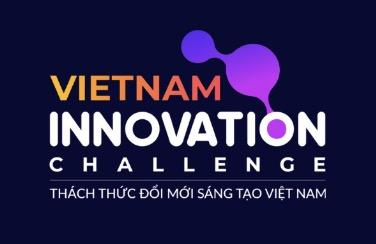 VIETNAM
INNOVATION
CHALLENGE
THÁCH THỨC ĐỔI MỚI SÁNG TẠO VIỆT NAM